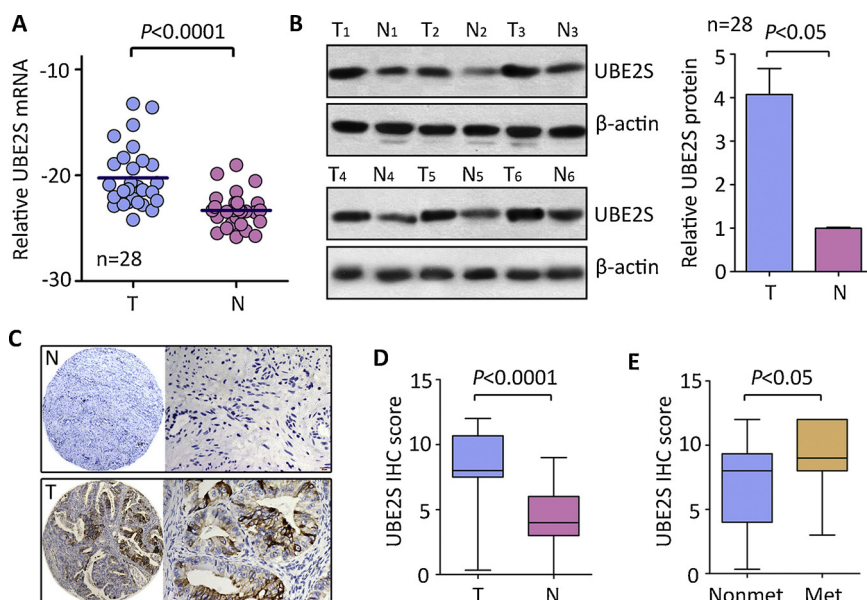 A
P<0.0001
Relative UBE2S mRNA
-10
-20
-30
n=28
T N
B
T1 N1 T2 N2 T3 N3
UBE2S
β-actin
T4 N4 T5 N5 T6 N6
UBE2S
β-actin
n=28
P<0.05
Relative UBE2S protein
5
4
3
2
1
0
T N
C
N
T
D
P<0.0001
UBE2S IHC score
15
10
5
0
T N
E
P<0.05
UBE2S IHC score
15
10
5
0
Nonmet Met